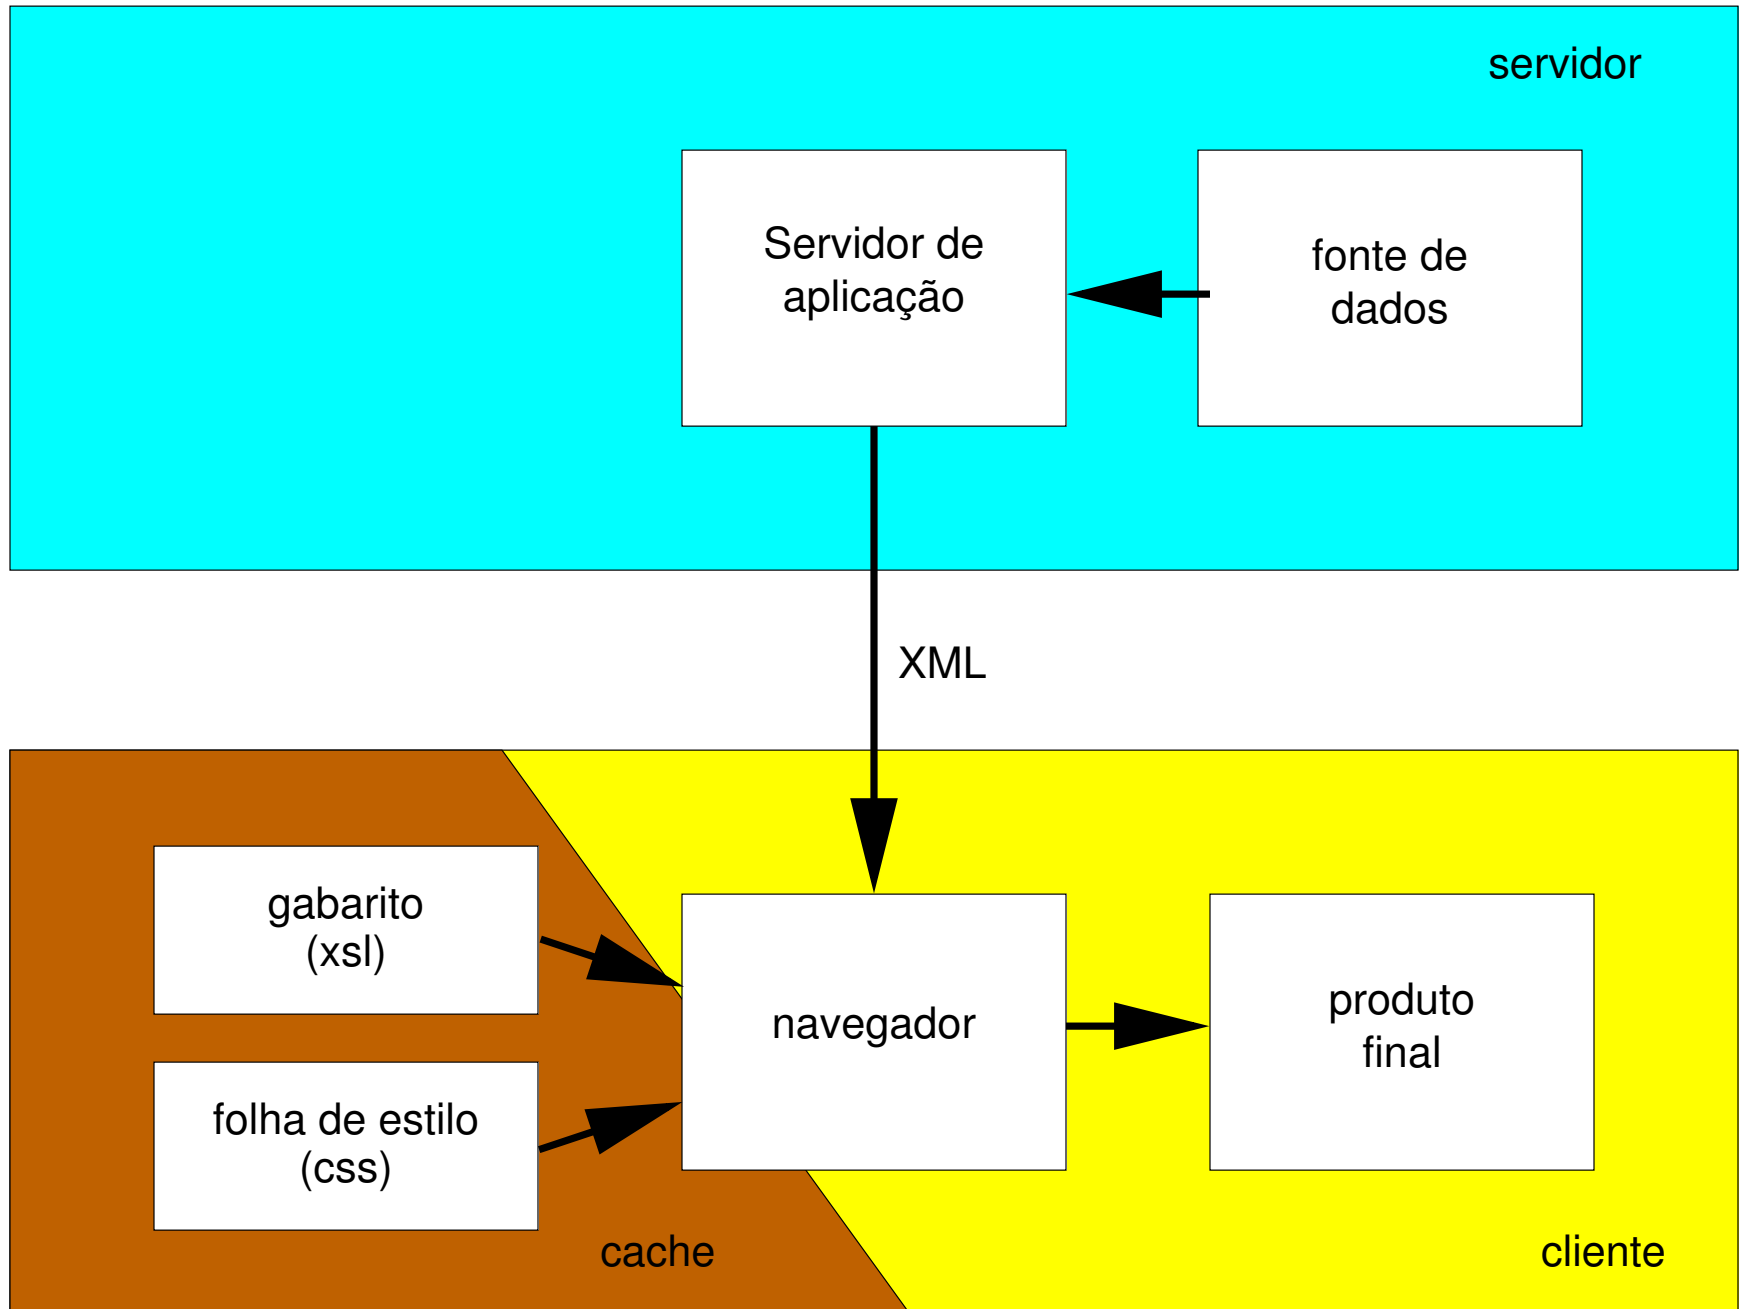 servidor
Servidor de
aplicação
fonte de
dados
XML
gabarito
(xsl)
navegador
produto
final
folha de estilo
(css)
cache
cliente